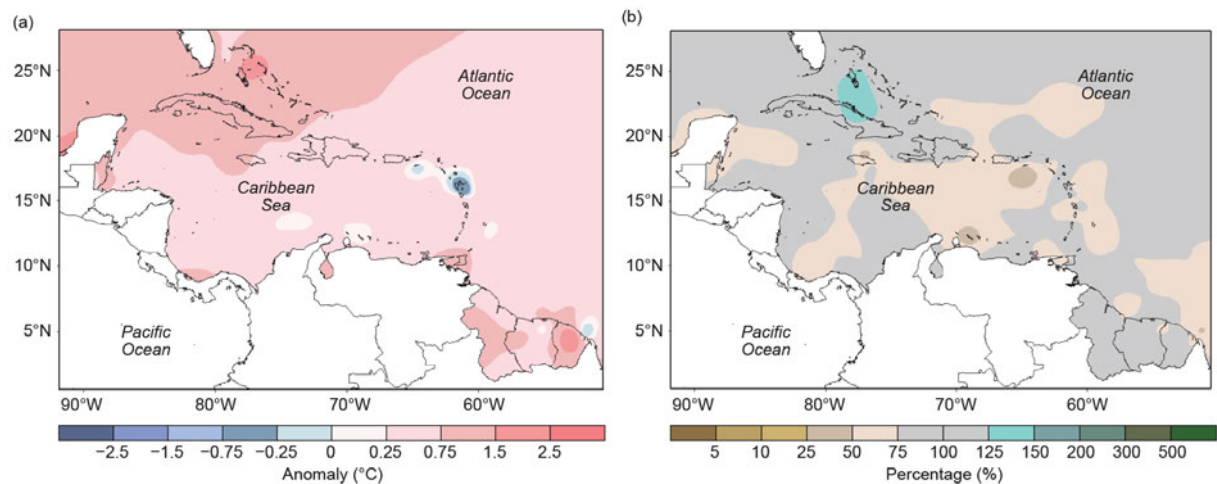 (a)
25°N
20°N
15°N
10°N
5°N
Atlantic
Ocean
Caribbean
Sea
Pacific
Ocean
90°W 80°W 70°W 60°W
−2.5 −1.5 −0.75 −0.25 0 0.25 0.75 1.5 2.5
Anomaly (°C)
(b)
25°N
20°N
15°N
10°N
5°N
Atlantic
Ocean
Caribbean
Sea
Pacific
Ocean
90°W 80°W 70°W 60°W
5 10 25 50 75 100 125 150 200 300 500
Percentage (%)